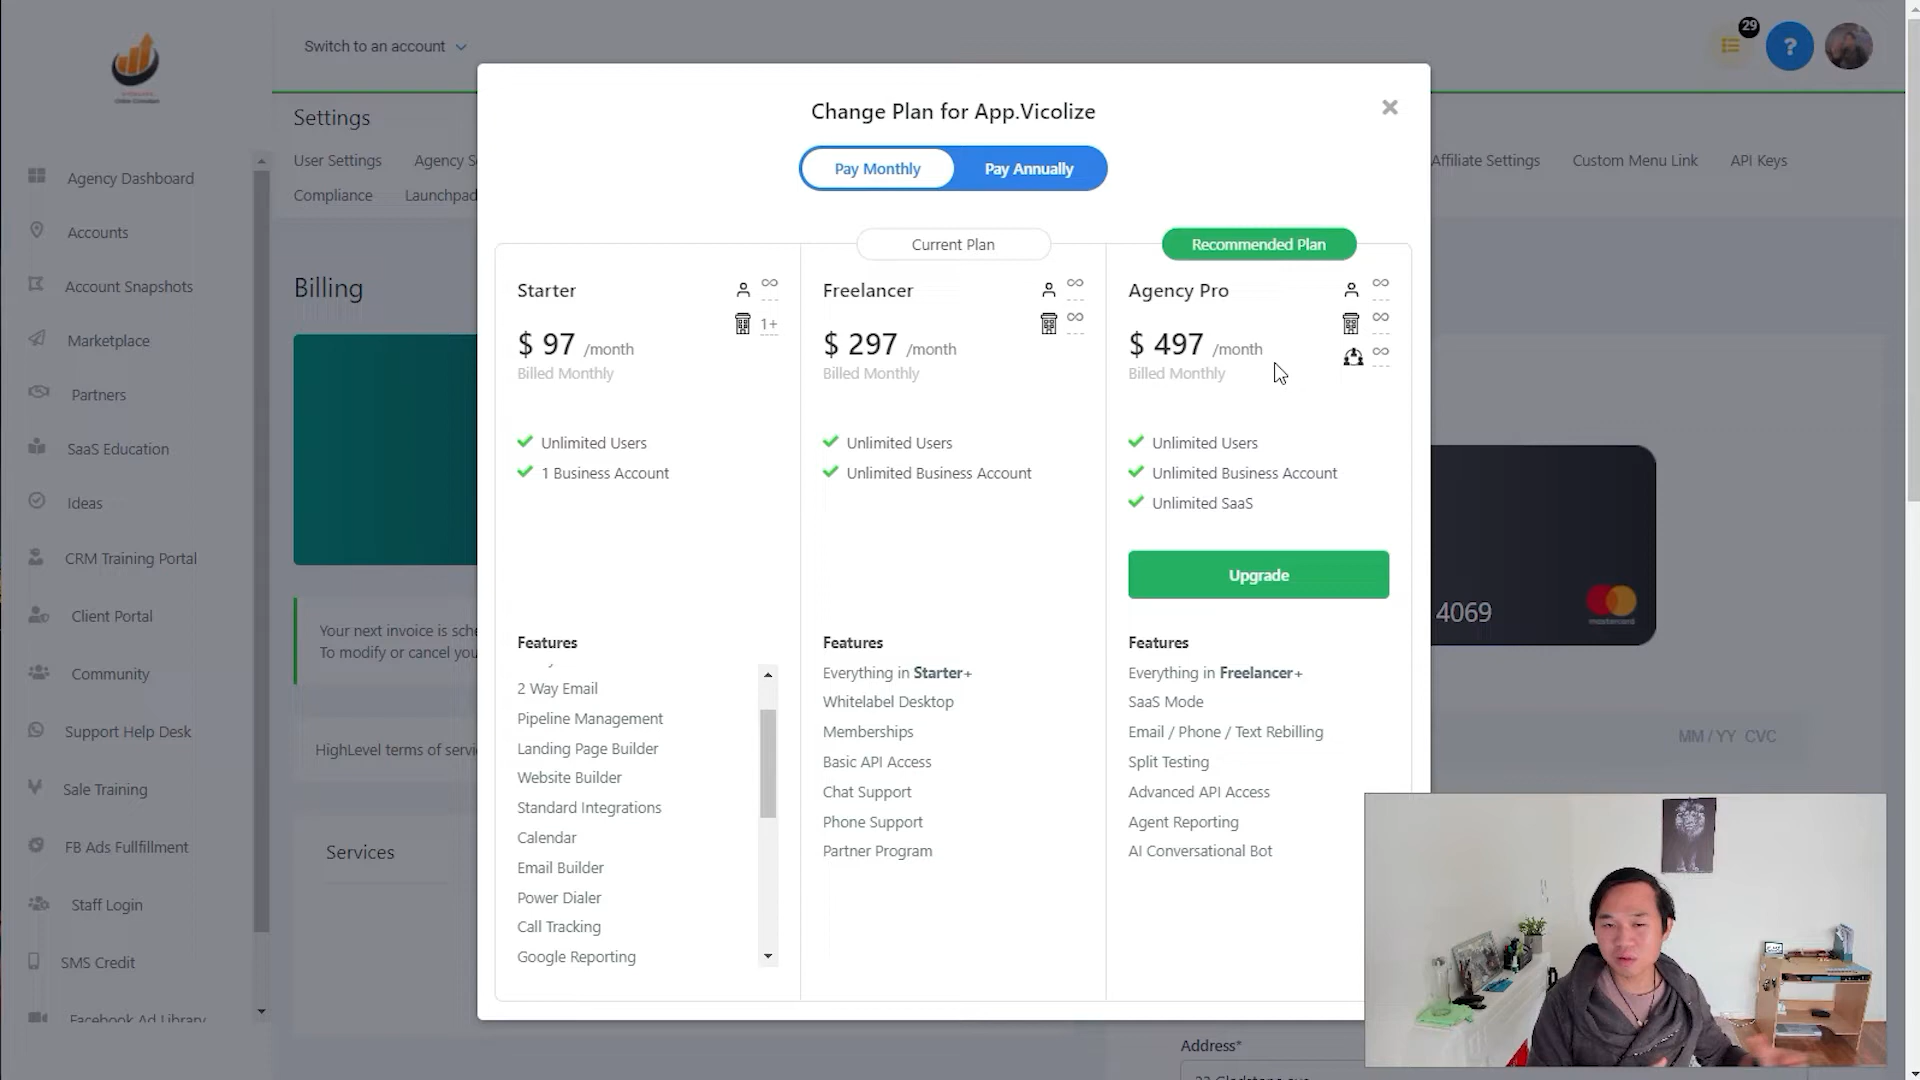 Switch to an account
29
?
Settings
User Settings
Agency S
Affiliate Settings
Custom Menu Link
API Keys
Compliance
Launchpad
Agency Dashboard
Accounts
Account Snapshots
Marketplace
Partners
SaaS Education
Ideas
CRM Training Portal
Client Portal
Community
Support Help Desk
Sale Training
FB Ads Fullfillment
Staff Login
SMS Credit
Facebook Ad Library
Billing
Your next invoice is sche
To modify or cancel you
HighLevel terms of servi
Services
Change Plan for App.Vicolize
Pay Monthly
Pay Annually
Starter
∞
1+
$ 97 /month
Billed Monthly
Unlimited Users
1 Business Account
Features
2 Way Email
Pipeline Management
Landing Page Builder
Website Builder
Standard Integrations
Calendar
Email Builder
Power Dialer
Call Tracking
Google Reporting
Current Plan
Freelancer
∞
∞
$ 297 /month
Billed Monthly
Unlimited Users
Unlimited Business Account
Features
Everything in Starter+
Whitelabel Desktop
Memberships
Basic API Access
Chat Support
Phone Support
Partner Program
Recommended Plan
Agency Pro
∞
∞
∞
$ 497 /month
Billed Monthly
Unlimited Users
Unlimited Business Account
Unlimited SaaS
Upgrade
Features
Everything in Freelancer+
SaaS Mode
Email / Phone / Text Rebilling
Split Testing
Advanced API Access
Agent Reporting
AI Conversational Bot
4069
mastercard
MM / YY CVC
Address*